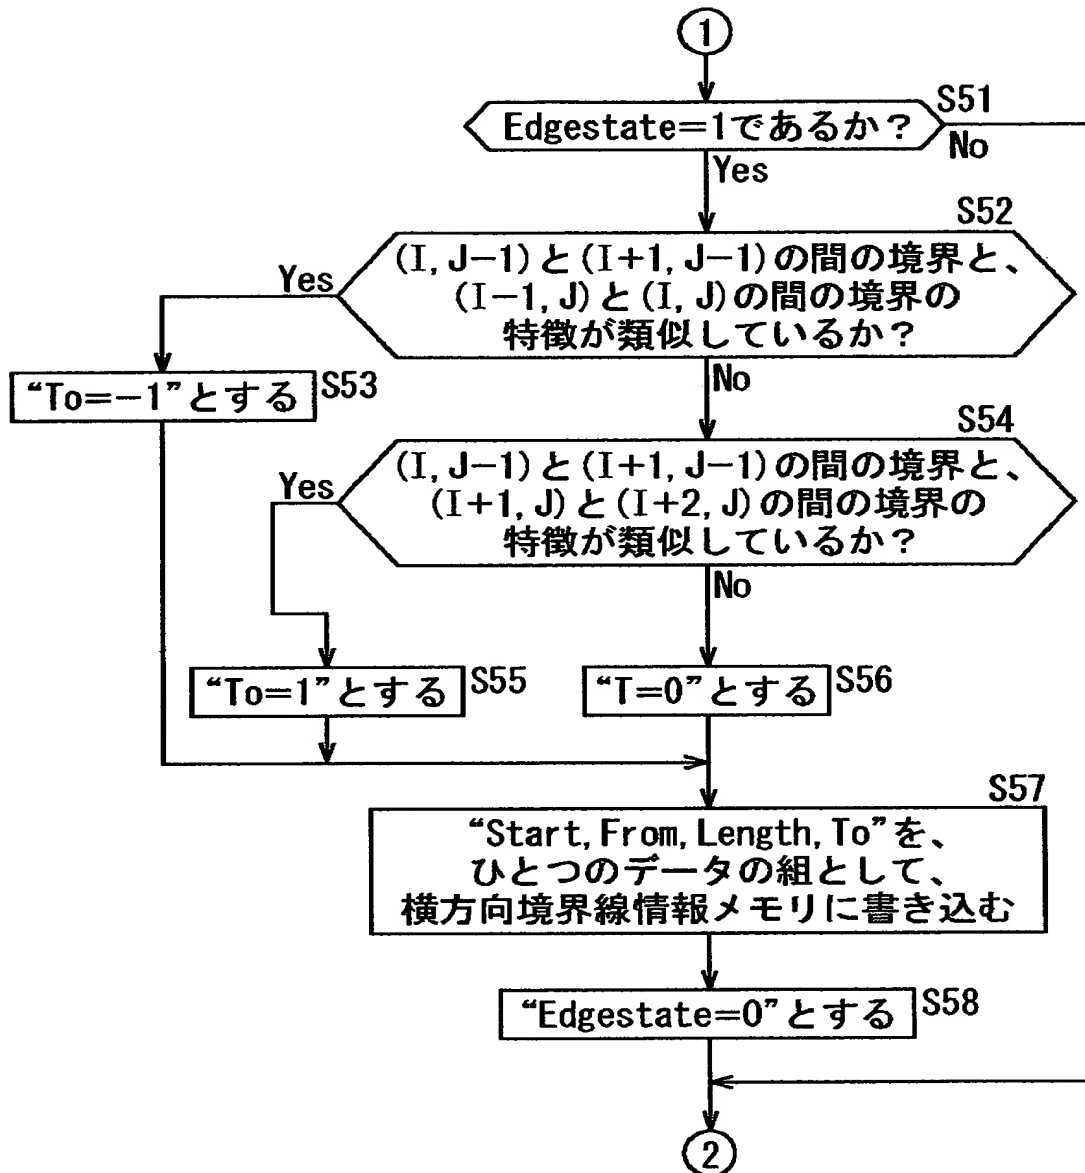 1
S51
Edgestate=1であるか？
No
Yes
S52
(I,J−1)と(I+1,J−1)の間の境界と、
(I−1,J)と(I,J)の間の境界の
特徴が類似しているか？
Yes
No
“To=−1”とする
S53
S54
(I,J−1)と(I+1,J−1)の間の境界と、
(I+1,J)と(I+2,J)の間の境界の
特徴が類似しているか？
Yes
No
“To=1”とする
S55
“T=0”とする
S56
S57
“Start,From,Length,To”を、
ひとつのデータの組として、
横方向境界線情報メモリに書き込む
“Edgestate=0”とする
S58
2